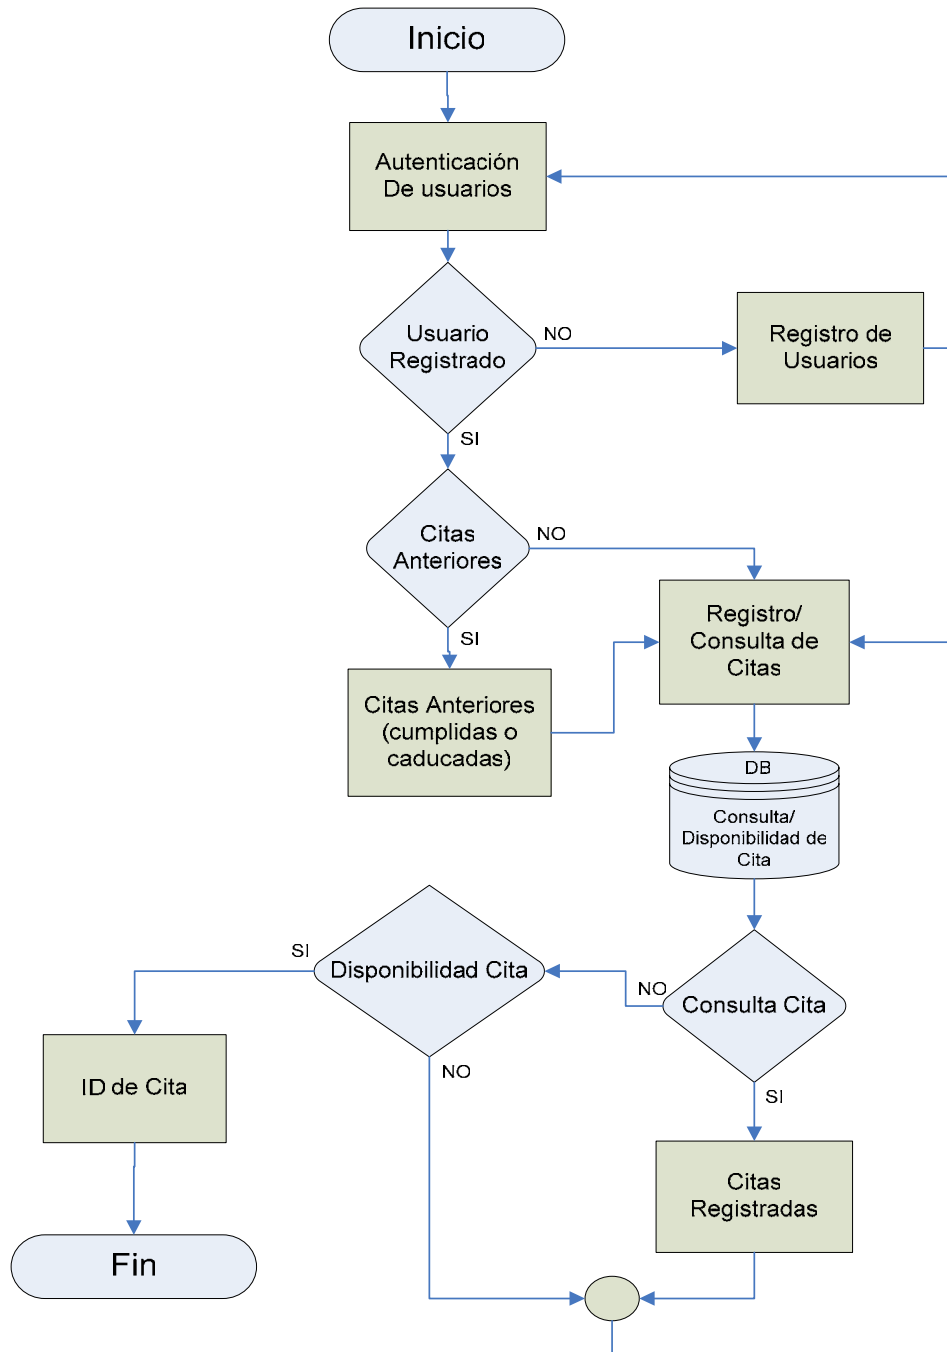 Inicio
Autenticación
De usuarios
Usuario
Registrado
NO
Registro de
Usuarios
SI
Citas
Anteriores
NO
SI
Registro/
Consulta de
Citas
Citas Anteriores
(cumplidas o
caducadas)
DB
Consulta/
Disponibilidad de
Cita
SI
Disponibilidad Cita
NO
Consulta Cita
ID de Cita
NO
SI
Citas
Registradas
Fin